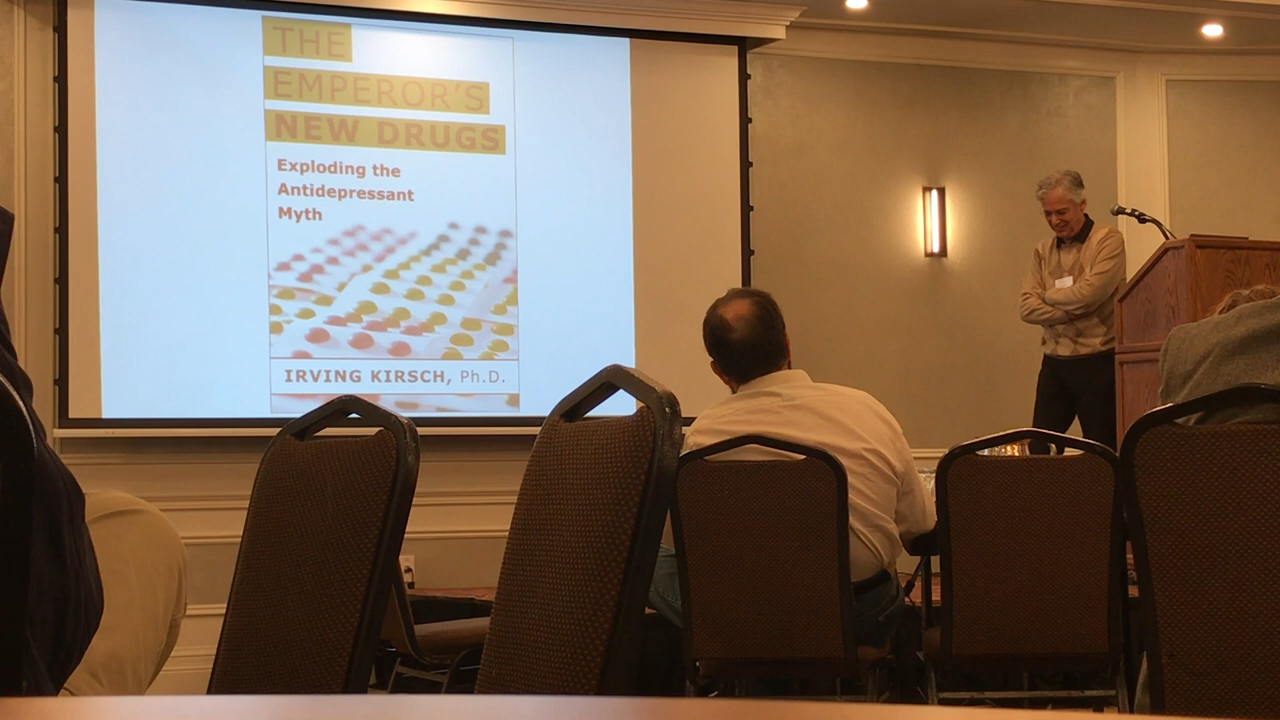 THE
EMPEROR'S
NEW DRUGS
Exploding the
Antidepressant
Myth
IRVING KIRSCH, Ph.D.